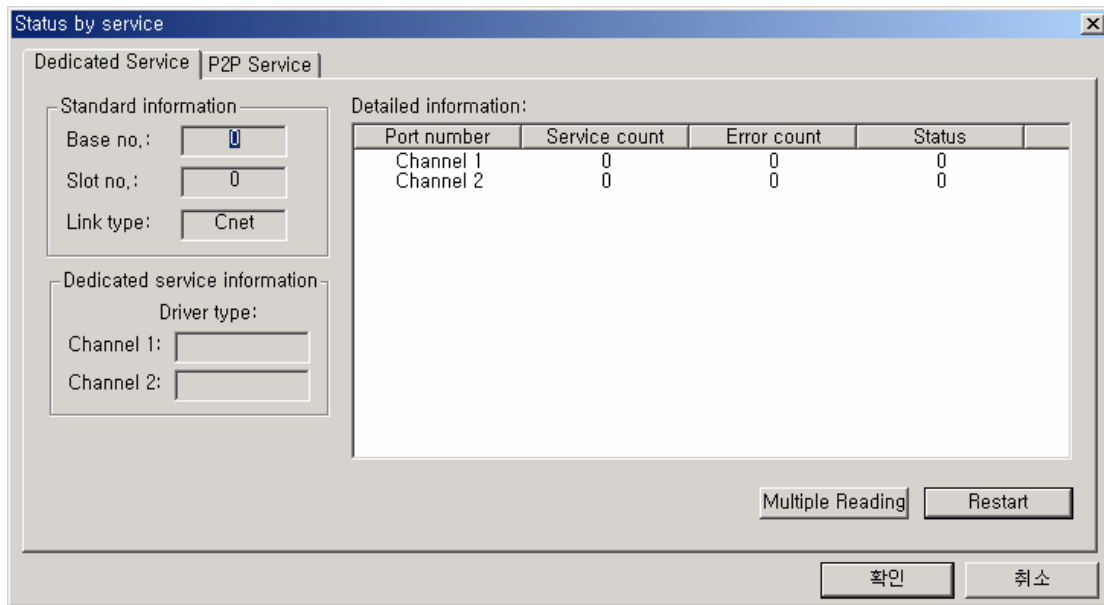 Status by service
Dedicated Service P2P Service
Standard information
Base no,: 0
Slot no,: 0
Link type: Cnet
Dedicated service information
Driver type:
Channel 1:
Channel 2:
Detailed information:
Port number Service count Error count Status
Channel 1 0 0 0
Channel 2 0 0 0
Multiple Reading Restart
확인 취소